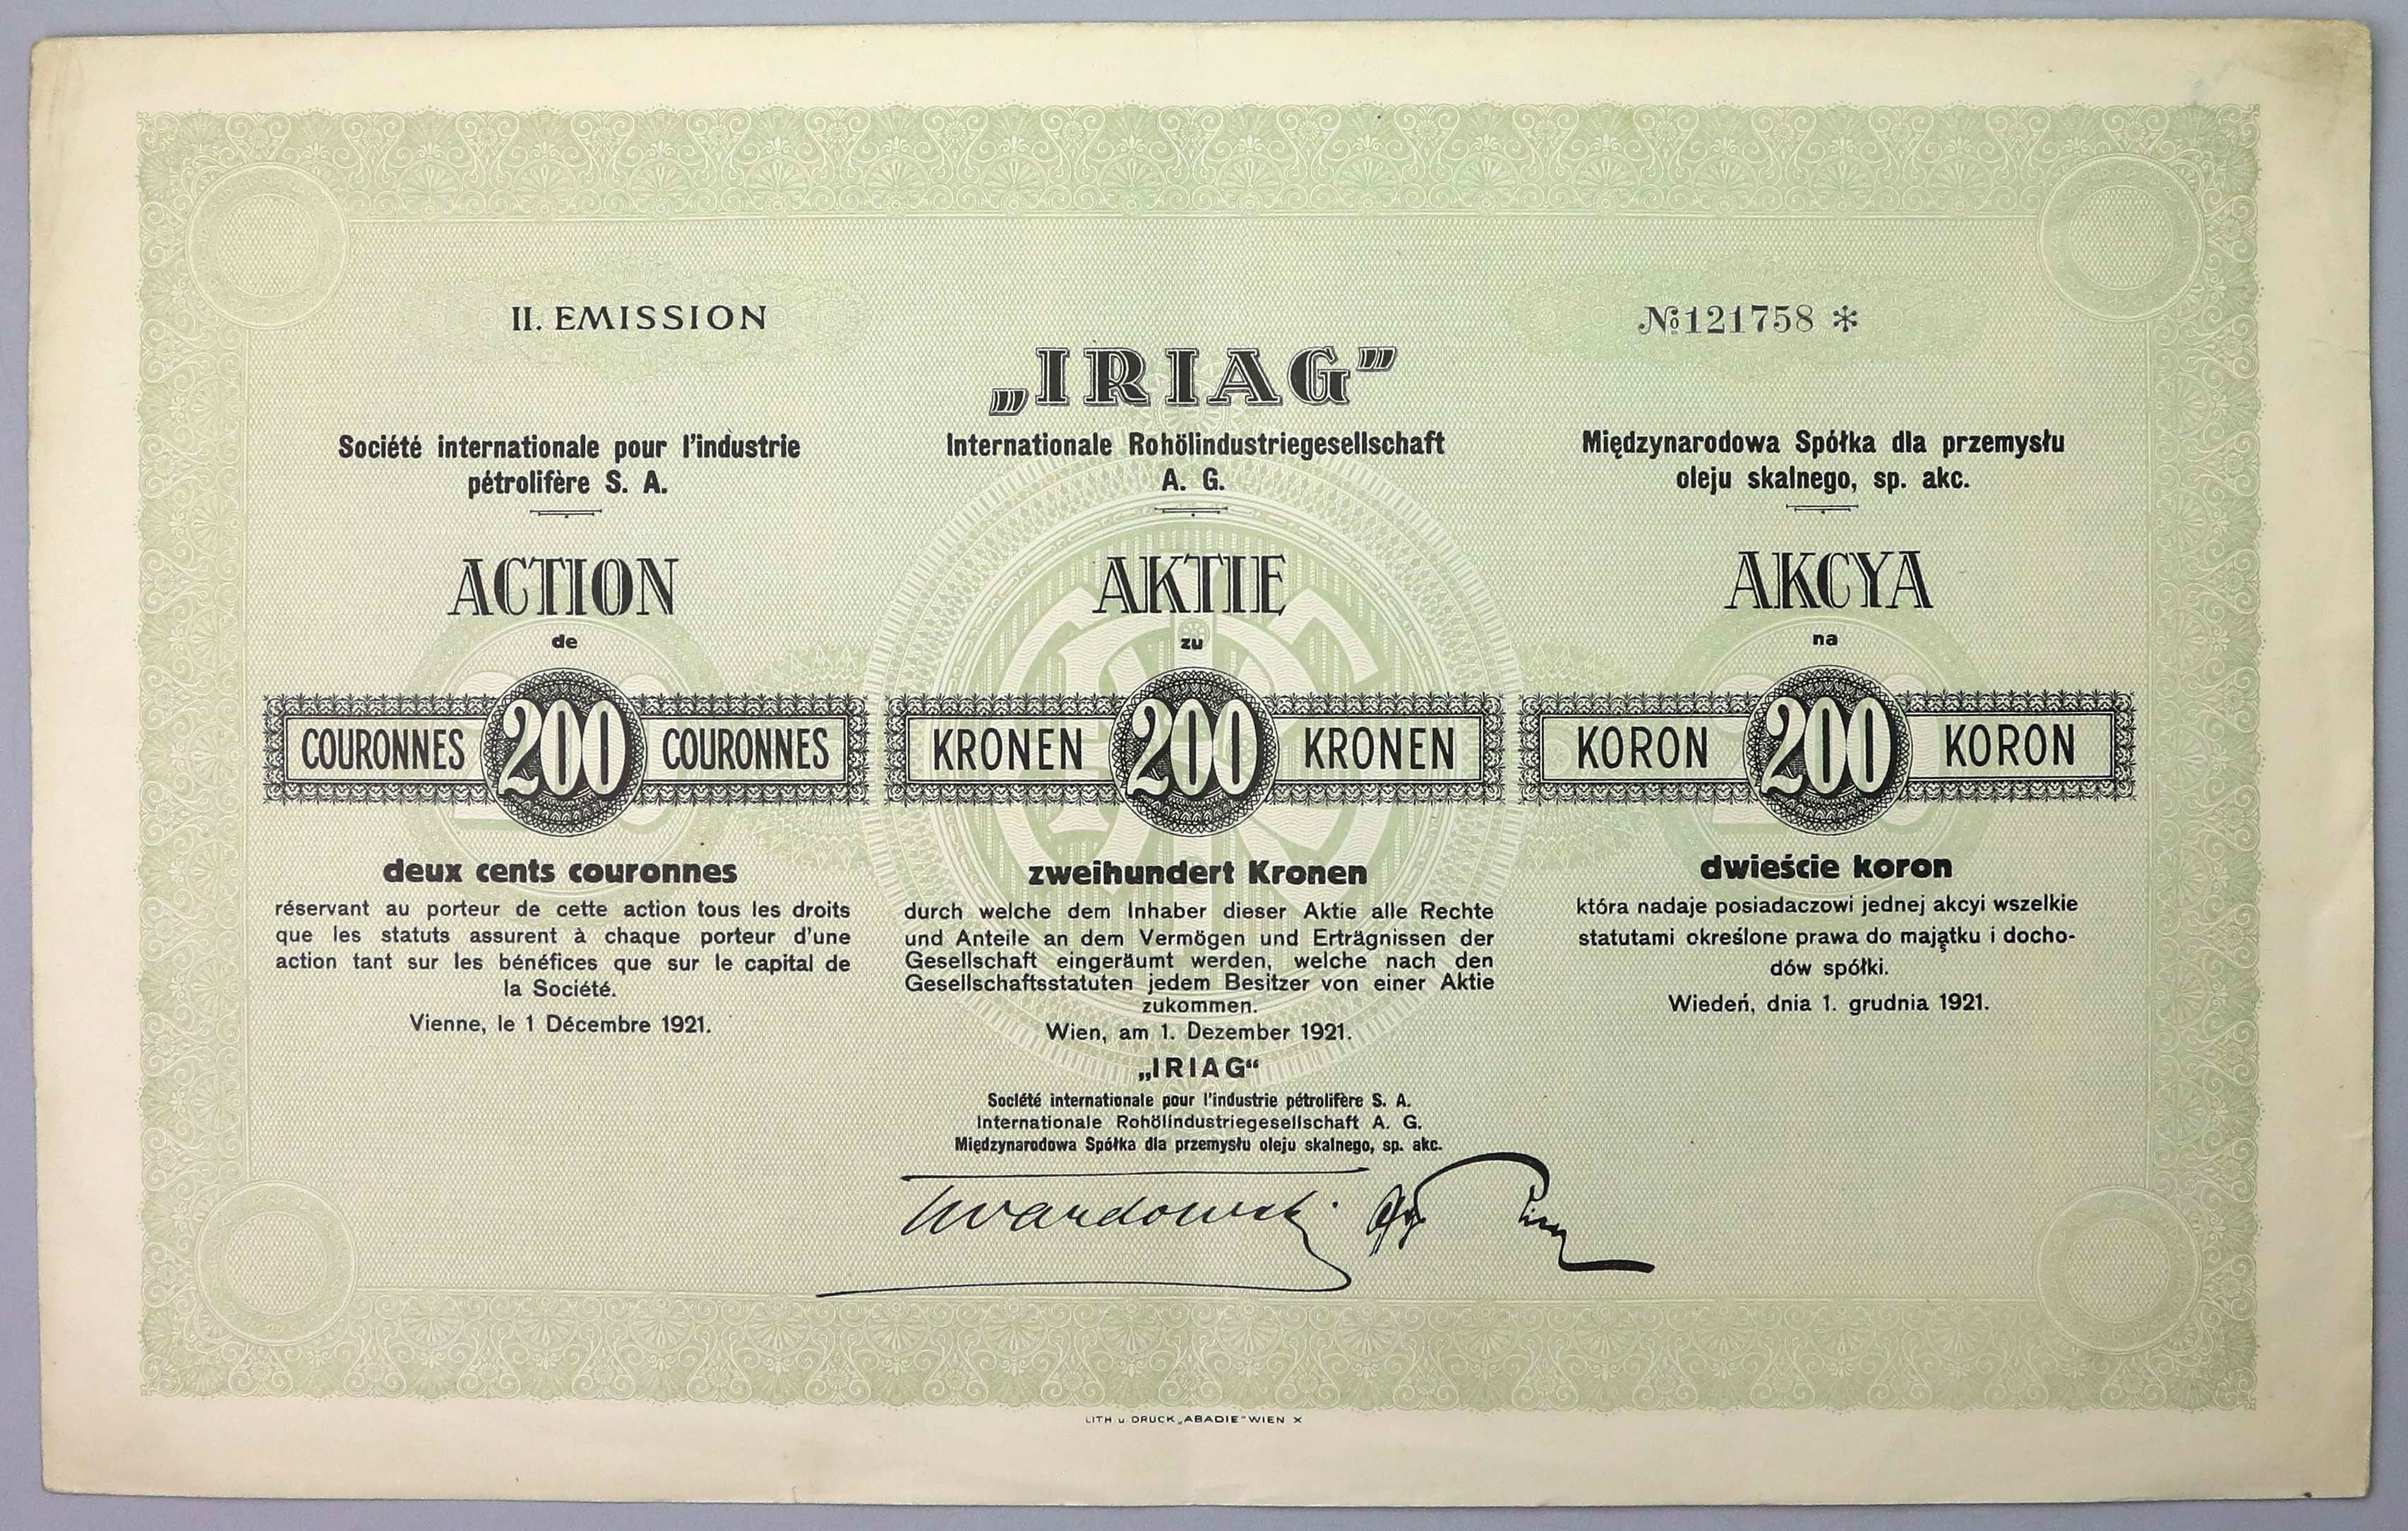 II. EMISSION
№ 121758 *
„IRIAG”
Société internationale pour l'industrie
pétrolifère S. A.
ACTION
de
COURONNES 200 COURONNES
deux cents couronnes
réservant au porteur de cette action tous les droits
que les statuts assurent à chaque porteur d'une
action tant sur les bénéfices que sur le capital de
la Société.
Vienne, le 1 Décembre 1921.
Internationale Rohölindustriegesellschaft
A. G.
AKTIE
zu
KRONEN 200 KRONEN
zweihundert Kronen
durch welche dem Inhaber dieser Aktie alle Rechte
und Anteile an dem Vermögen und Erträgnissen der
Gesellschaft eingeräumt werden, welche nach den
Gesellschaftsstatuten jedem Besitzer von einer Aktie
zukommen.
Wien, am 1. Dezember 1921.
Międzynarodowa Spółka dla przemysłu
oleju skalnego, sp. akc.
AKCYA
na
KORON 200 KORON
dwieście koron
która nadaje posiadaczowi jednej akcyi wszelkie
statutami określone prawa do majątku i docho-
dów spółki.
Wiedeń, dnia 1. grudnia 1921.
„IRIAG“
Société internationale pour l'industrie pétrolifère S. A.
Internationale Rohölindustriegesellschaft A. G.
Międzynarodowa Spółka dla przemysłu oleju skalnego, sp. akc.
Twardowski
LITH u. DRUCK „ABADIE“ WIEN X